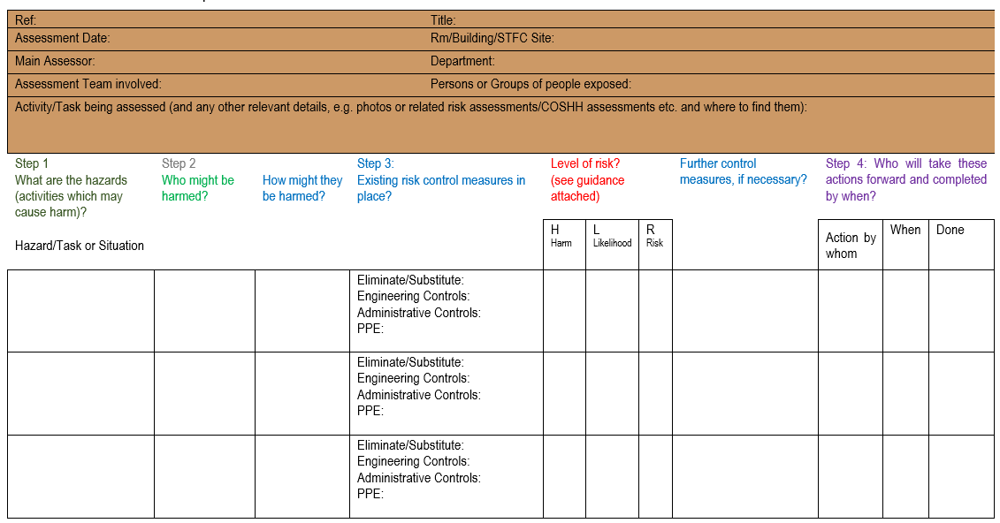 Ref: Title:
Assessment Date: Rm/Building/STFC Site:
Main Assessor: Department:
Assessment Team involved: Persons or Groups of people exposed:
Activity/Task being assessed (and any other relevant details, e.g. photos or related risk assessments/COSHH assessments etc. and where to find them):
Step 1
What are the hazards
(activities which may
cause harm)?
Hazard/Task or Situation
Step 2
Who might be
harmed?
How might they
be harmed?
Step 3:
Existing risk control measures in
place?
Level of risk?
(see guidance
attached)
H
Harm
L
Likelihood
R
Risk
Further control
measures, if necessary?
Step 4: Who will take these
actions forward and completed
by when?
Action by
whom
When
Done
Eliminate/Substitute:
Engineering Controls:
Administrative Controls:
PPE:
Eliminate/Substitute:
Engineering Controls:
Administrative Controls:
PPE:
Eliminate/Substitute:
Engineering Controls:
Administrative Controls:
PPE: